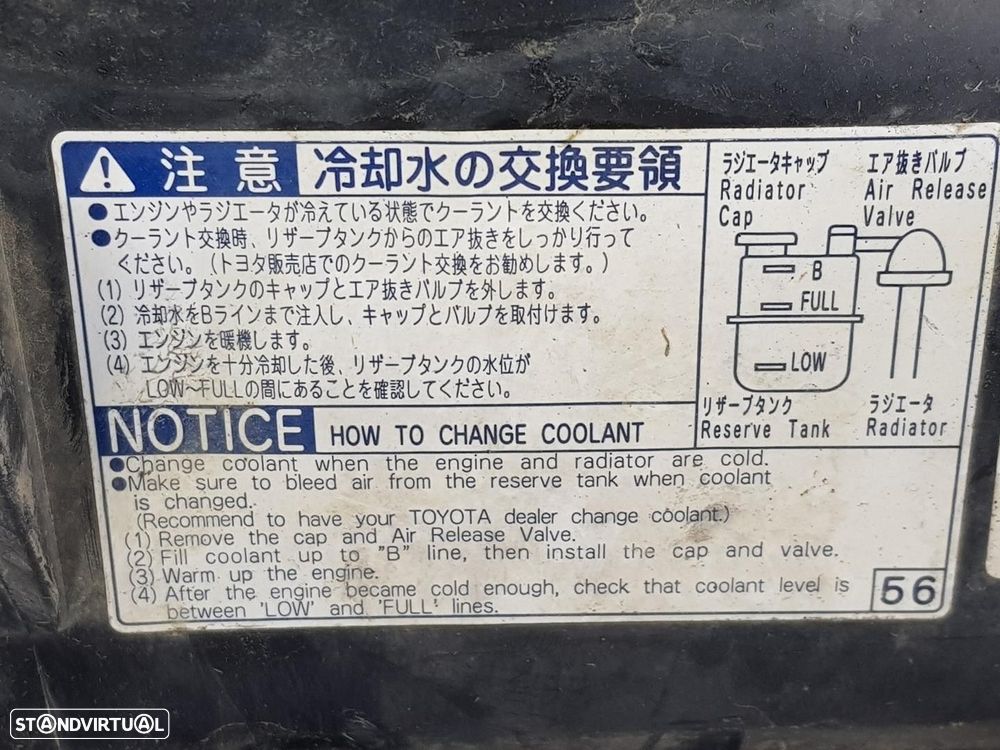 注意 冷却水の交換要領
●エンジンやラジエータが冷えている状態でクーラントを交換ください。
●クーラント交換時、リザーブタンクからのエア抜きをしっかり行って
ください。(トヨタ販売店でのクーラント交換をお勧めします。)
(1) リザーブタンクのキャップとエア抜きバルブを外します。
(2) 冷却水をBラインまで注入し、キャップとバルブを取付けます。
(3) エンジンを暖機します。
(4) エンジンを十分冷却した後、リザーブタンクの水位が
LOW~FULLの間にあることを確認してください。
ラジエータキャップ エア抜きバルブ
Radiator Air Release
Cap Valve
B
FULL
LOW
リザーブタンク ラジエータ
Reserve Tank Radiator
NOTICE HOW TO CHANGE COOLANT
●Change coolant when the engine and radiator are cold.
●Make sure to bleed air from the reserve tank when coolant
is changed.
(Recommend to have your TOYOTA dealer change coolant.)
(1) Remove the cap and Air Release Valve.
(2) Fill coolant up to "B" line, then install the cap and valve.
(3) Warm up the engine.
(4) After the engine became cold enough, check that coolant level is
between 'LOW' and 'FULL' lines.
56
STANDVIRTUAL